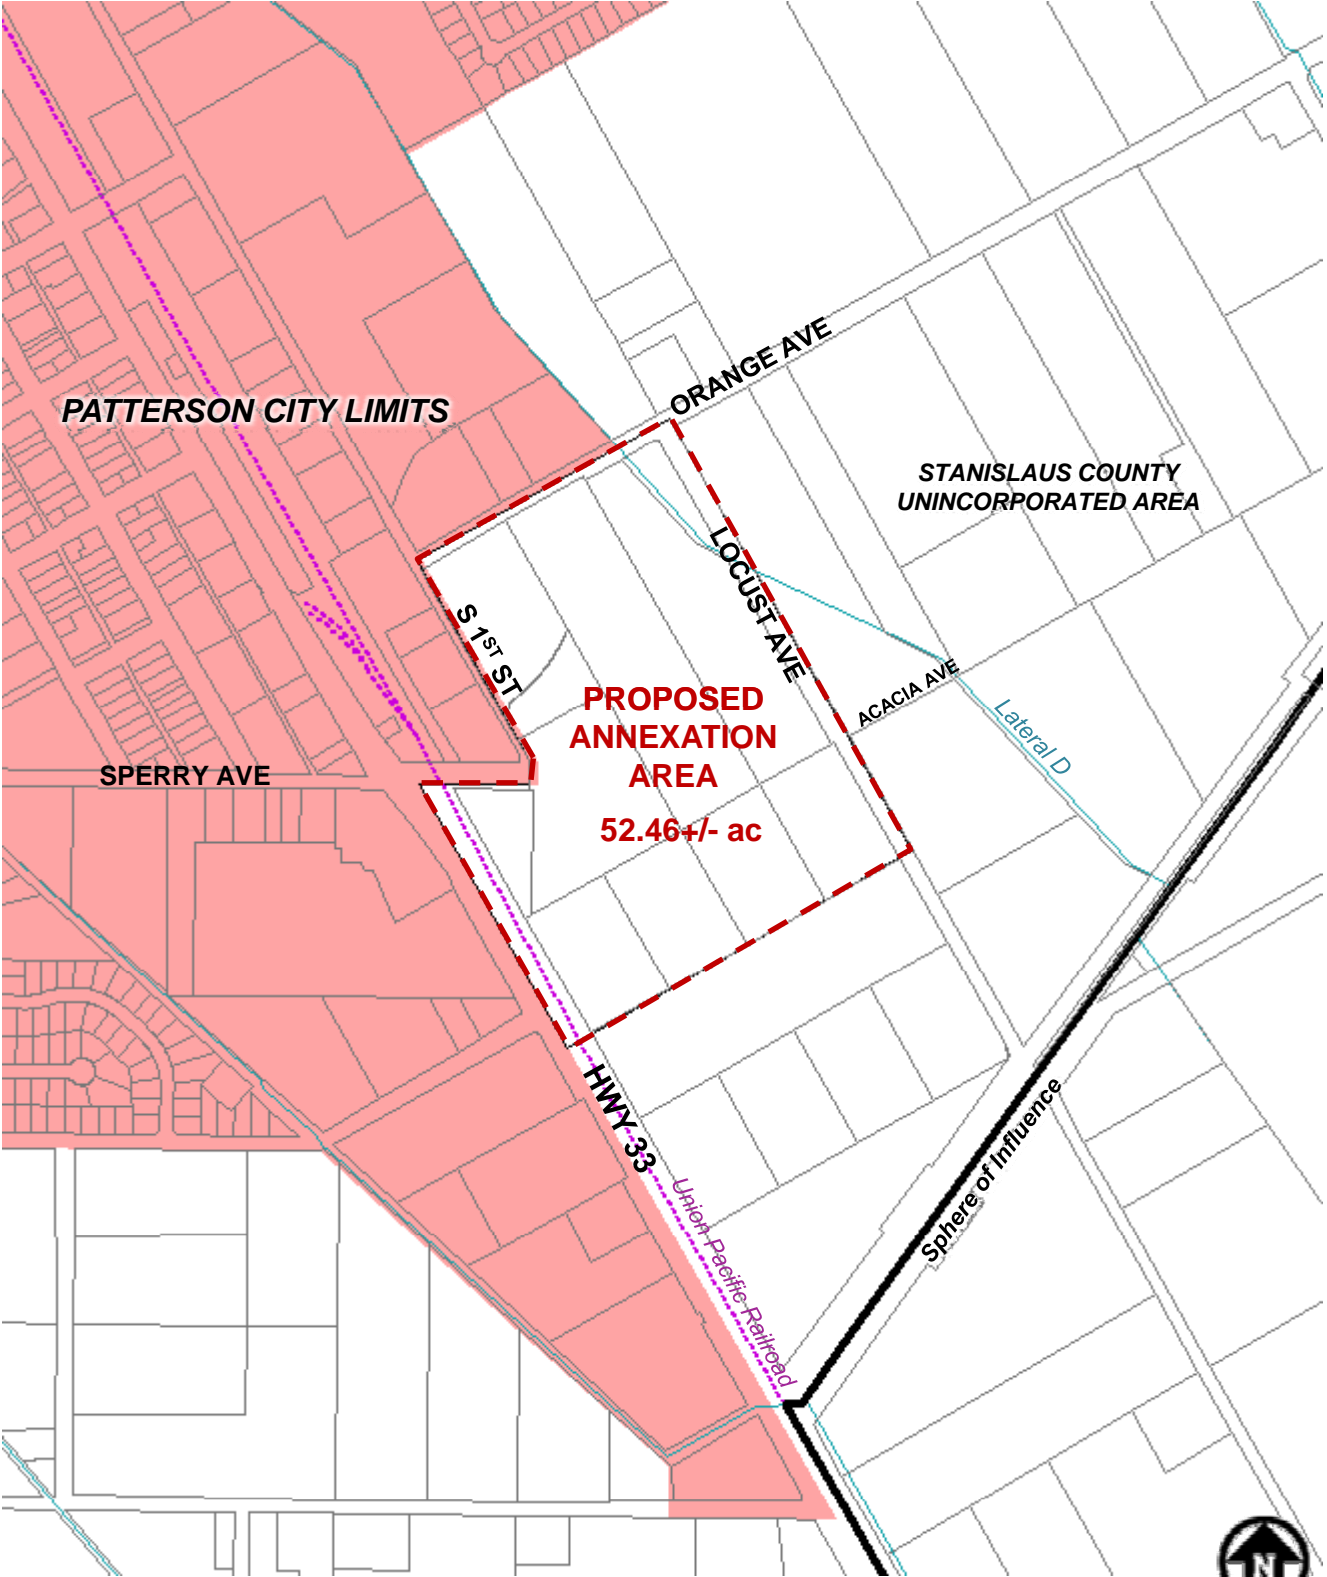 ORANGE AVE
PATTERSON CITY LIMITS
STANISLAUS COUNTY
UNINCORPORATED AREA
LOCUST AVE
S 1ST ST
ACACIA AVE
PROPOSED
ANNEXATION
AREA
52.46+/- ac
Lateral D
SPERRY AVE
HWY 33
Sphere of Influence
Union Pacific Railroad
N